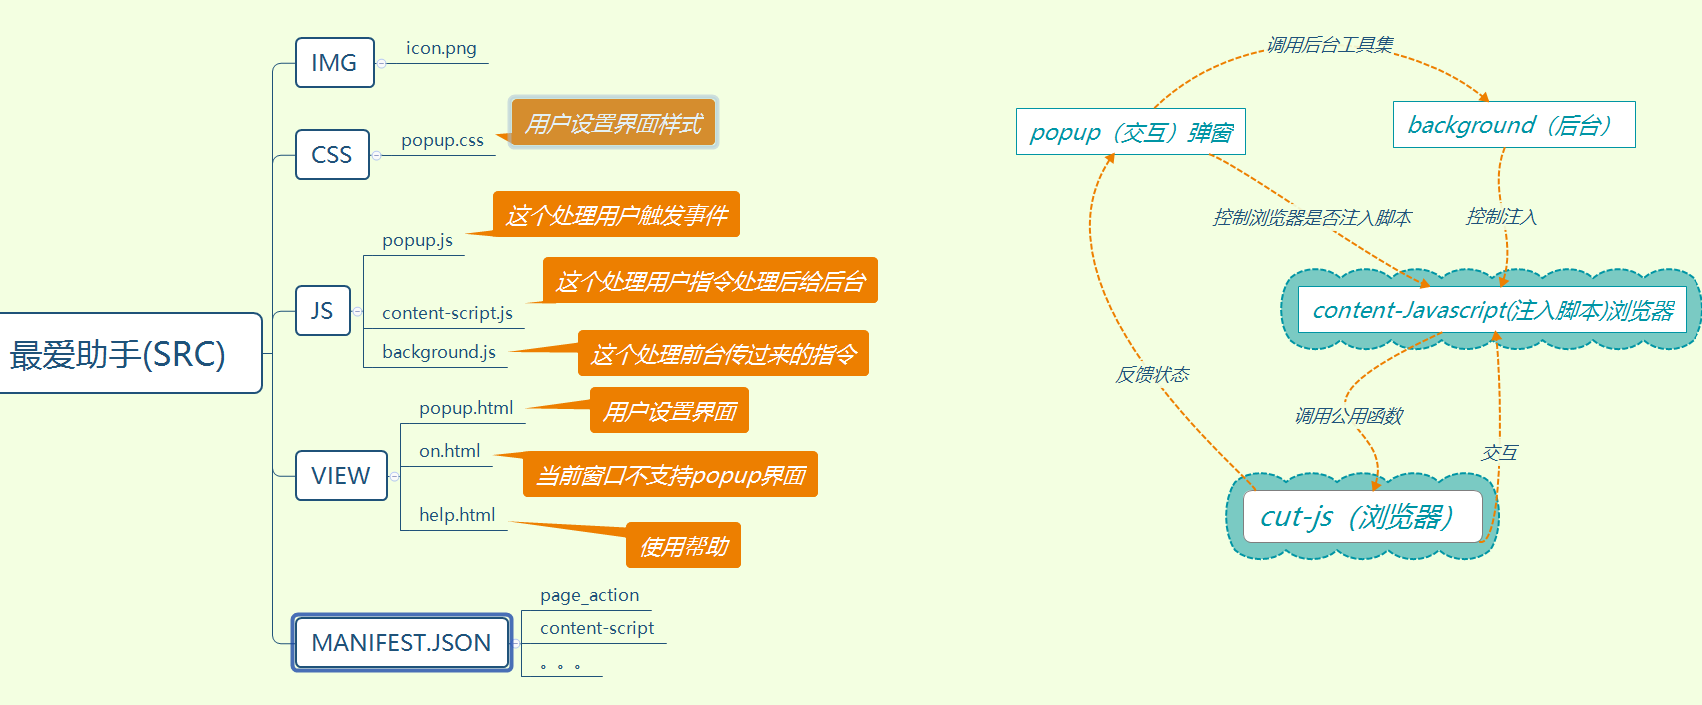 最爱助手(SRC)
IMG
icon.png
CSS
popup.css
用户设置界面样式
JS
popup.js
这个处理用户触发事件
content-script.js
这个处理用户指令处理后给后台
background.js
这个处理前台传过来的指令
VIEW
popup.html
用户设置界面
on.html
当前窗口不支持popup界面
help.html
使用帮助
MANIFEST.JSON
page_action
content-script
。。。
调用后台工具集
popup（交互）弹窗
background（后台）
控制浏览器是否注入脚本
控制注入
content-Javascript(注入脚本)浏览器
反馈状态
调用公用函数
交互
cut-js（浏览器）